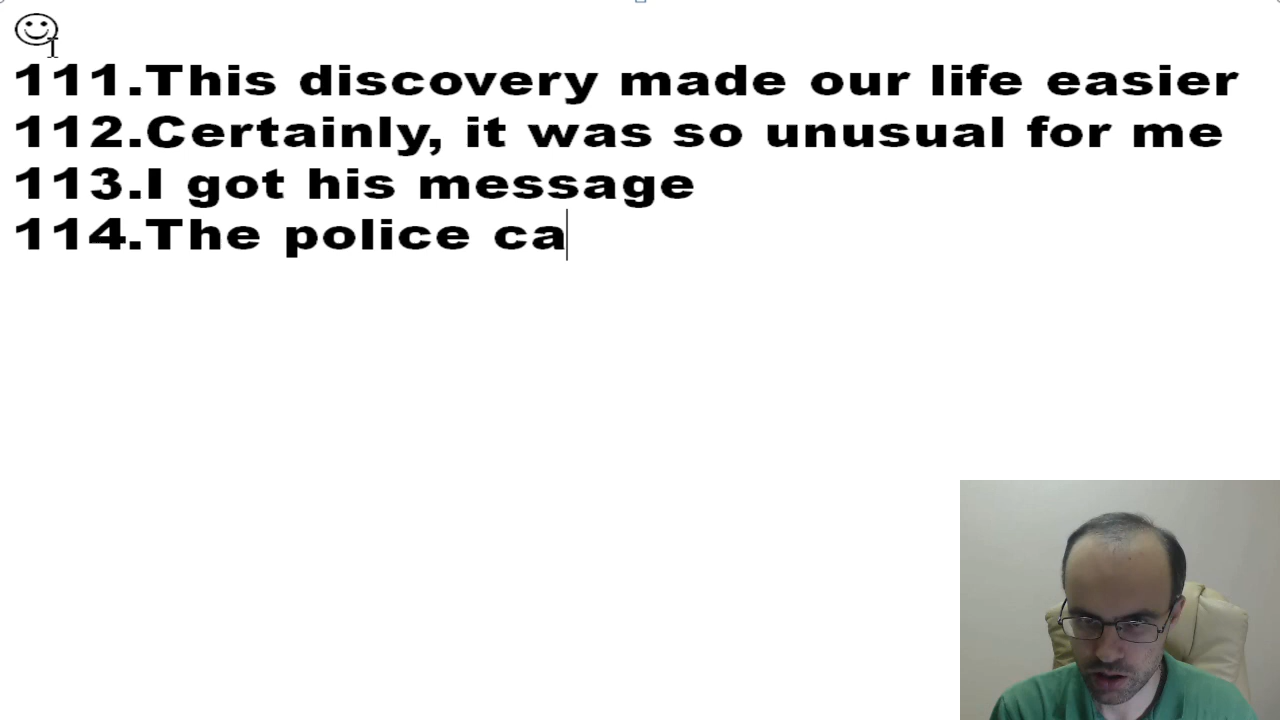 111.This discovery made our life easier
112.Certainly, it was so unusual for me
113.I got his message
114.The police ca